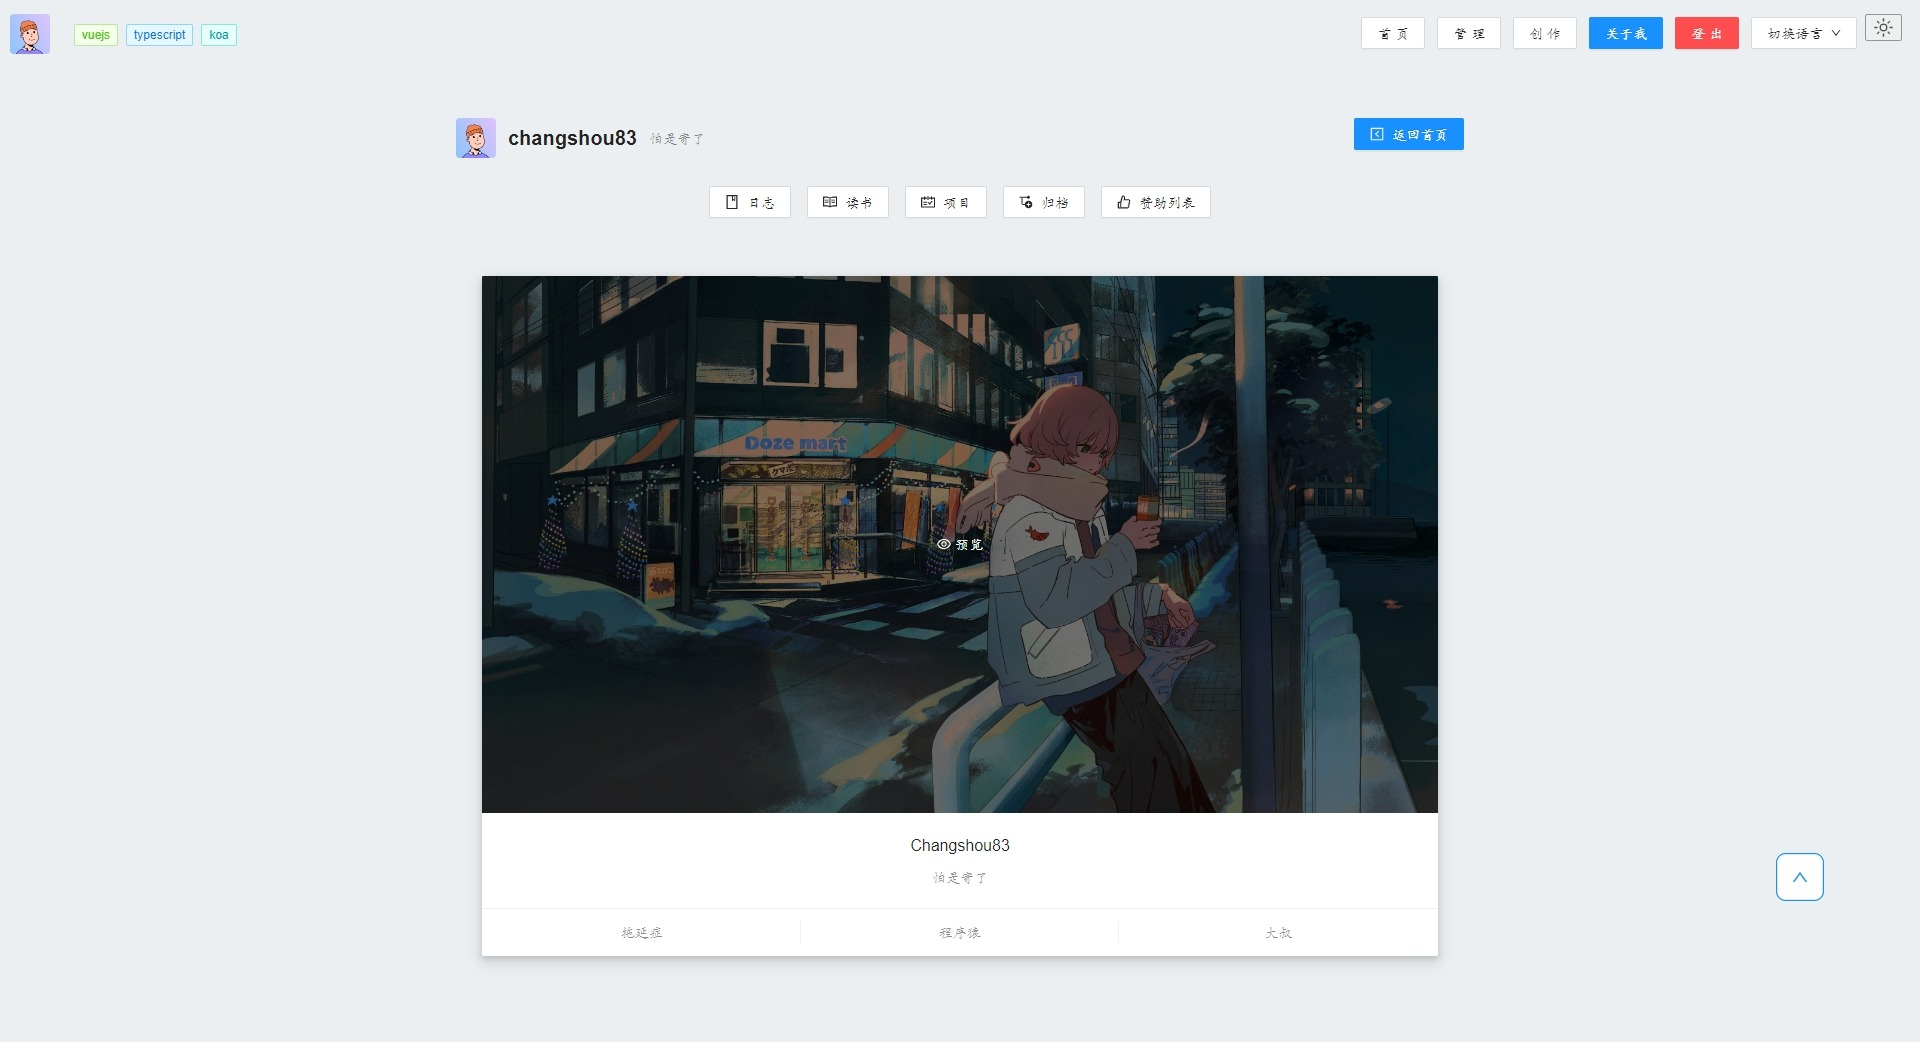 vuejs typescript koa 首页 管理 创作 关于我 登出 切换语言
changshou83 怕是寄了 返回首页
日志 读书 项目 归档 赞助列表
Doze mart
预览
Changshou83
怕是寄了
拖延症 程序猿 大叔